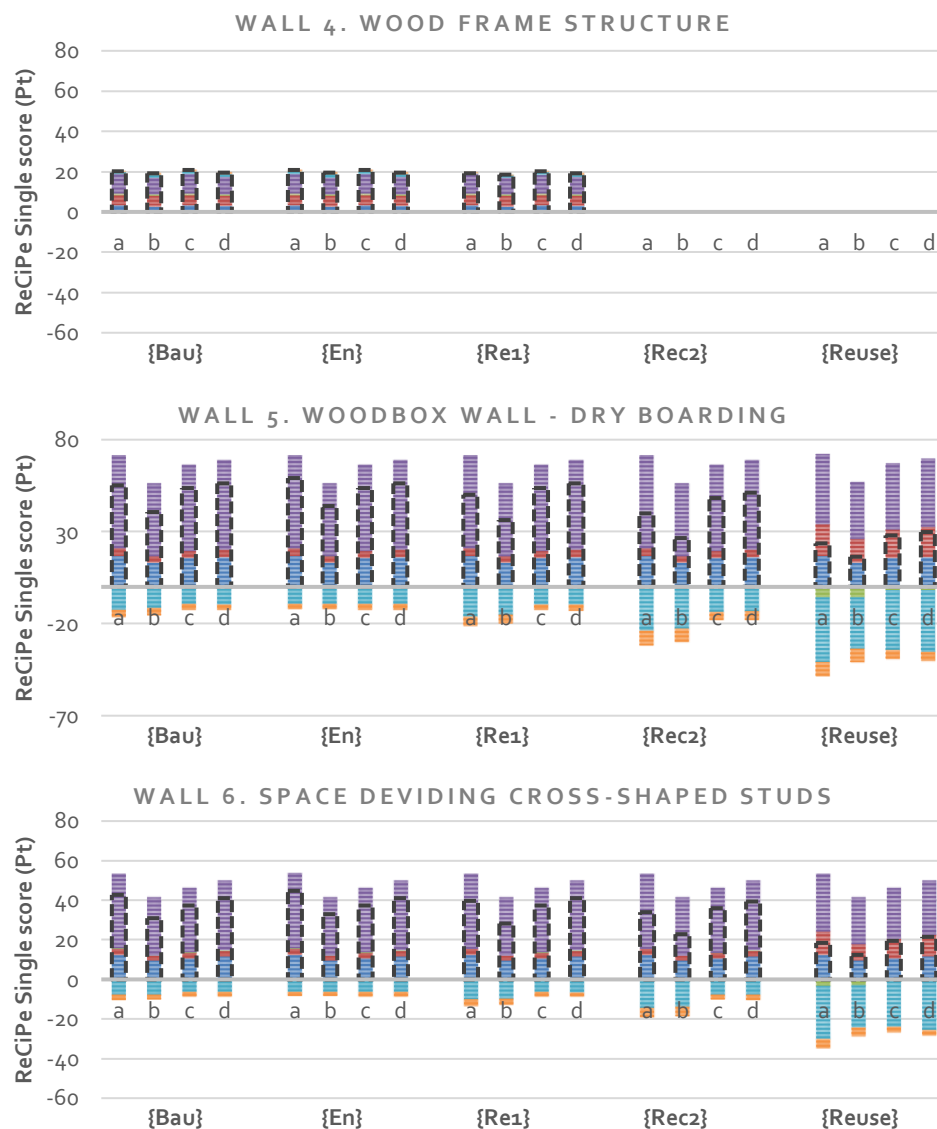 WALL 4. WOOD FRAME STRUCTURE
ReCiPe Single score (Pt)
80
60
40
20
0
-20
-40
-60
a b c d a b c d a b c d a b c d a b c d
{Bau} {En} {Re1} {Rec2} {Reuse}
WALL 5. WOODBOX WALL - DRY BOARDING
ReCiPe Single score (Pt)
80
30
-20
-70
a b c d a b c d a b c d a b c d a b c d
{Bau} {En} {Re1} {Rec2} {Reuse}
WALL 6. SPACE DEVIDING CROSS-SHAPED STUDS
ReCiPe Single score (Pt)
80
60
40
20
0
-20
-40
-60
a b c d a b c d a b c d a b c d a b c d
{Bau} {En} {Re1} {Rec2} {Reuse}